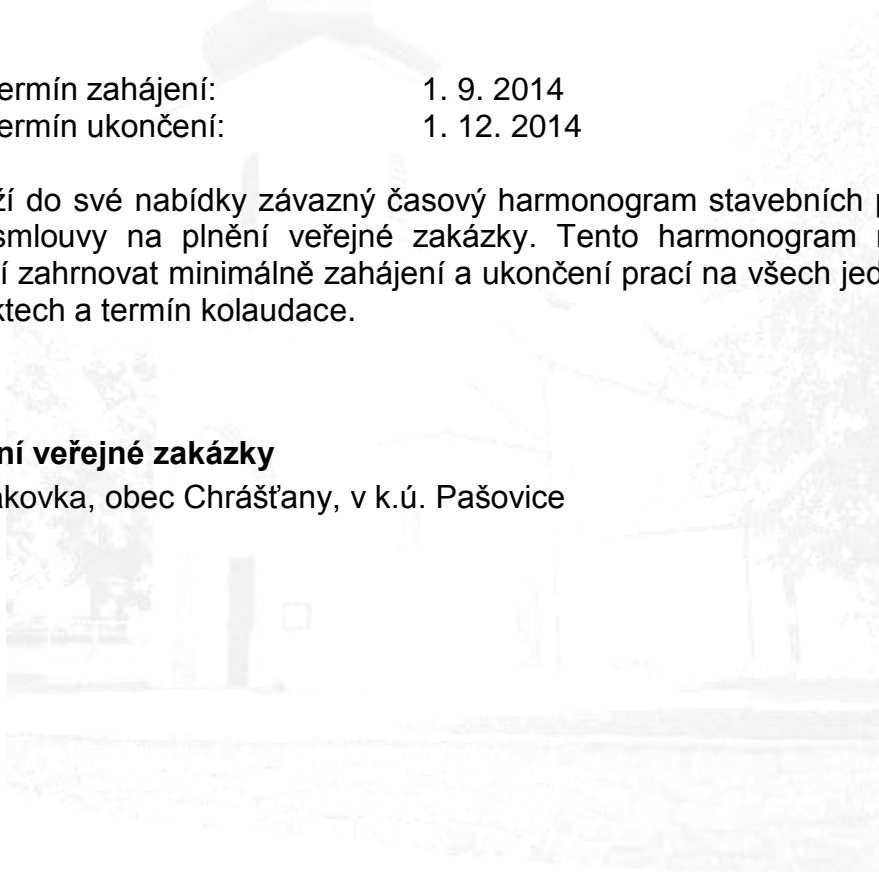 ermín zahájení: 1. 9. 2014
ermín ukončení: 1. 12. 2014
ží do své nabídky závazný časový harmonogram stavebních p
smlouvy na plnění veřejné zakázky. Tento harmonogram
í zahrnovat minimálně zahájení a ukončení prací na všech jed
ktech a termín kolaudace.
ní veřejné zakázky
akovka, obec Chrášťany, v k.ú. Pašovice